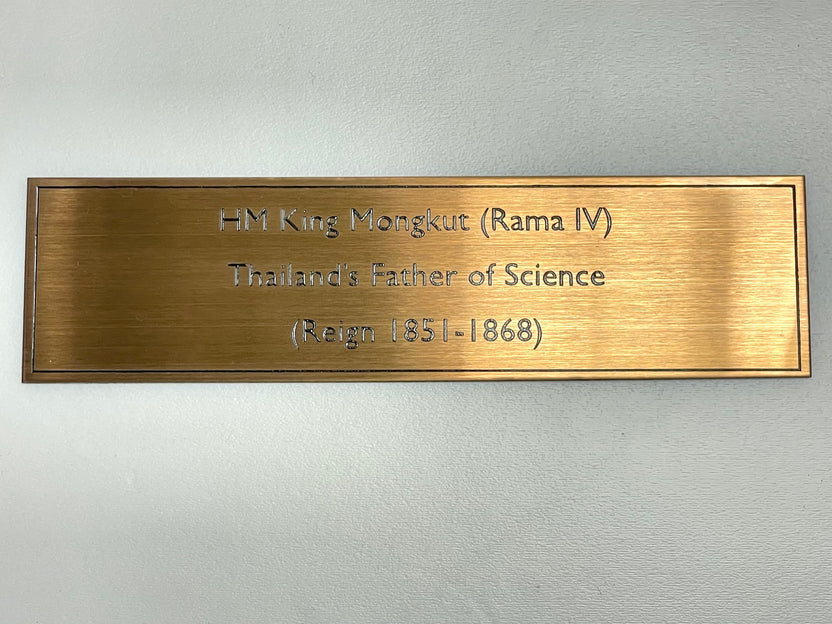 HM King Mongkut (Rama IV)
Thailand's Father of Science
(Reign 1851-1868)